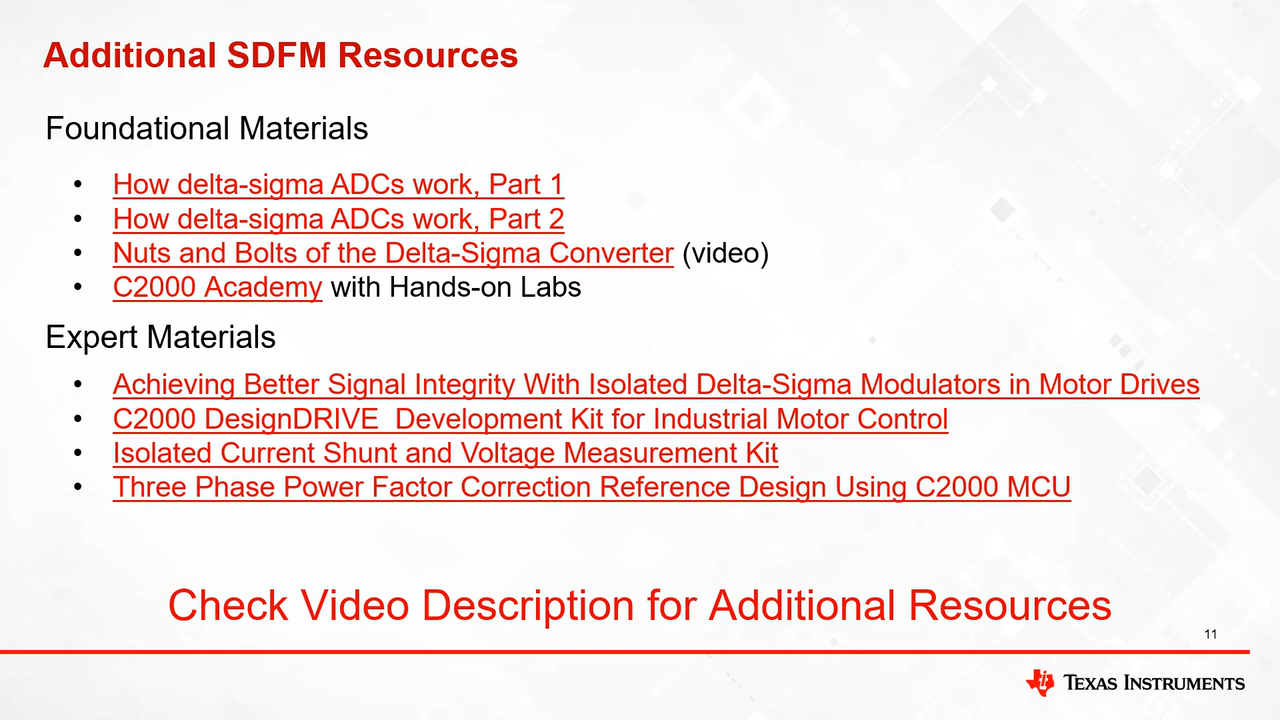 Additional SDFM Resources
Foundational Materials
• How delta-sigma ADCs work, Part 1
• How delta-sigma ADCs work, Part 2
• Nuts and Bolts of the Delta-Sigma Converter (video)
• C2000 Academy with Hands-on Labs
Expert Materials
• Achieving Better Signal Integrity With Isolated Delta-Sigma Modulators in Motor Drives
• C2000 DesignDRIVE  Development Kit for Industrial Motor Control
• Isolated Current Shunt and Voltage Measurement Kit
• Three Phase Power Factor Correction Reference Design Using C2000 MCU
Check Video Description for Additional Resources
11
TEXAS INSTRUMENTS